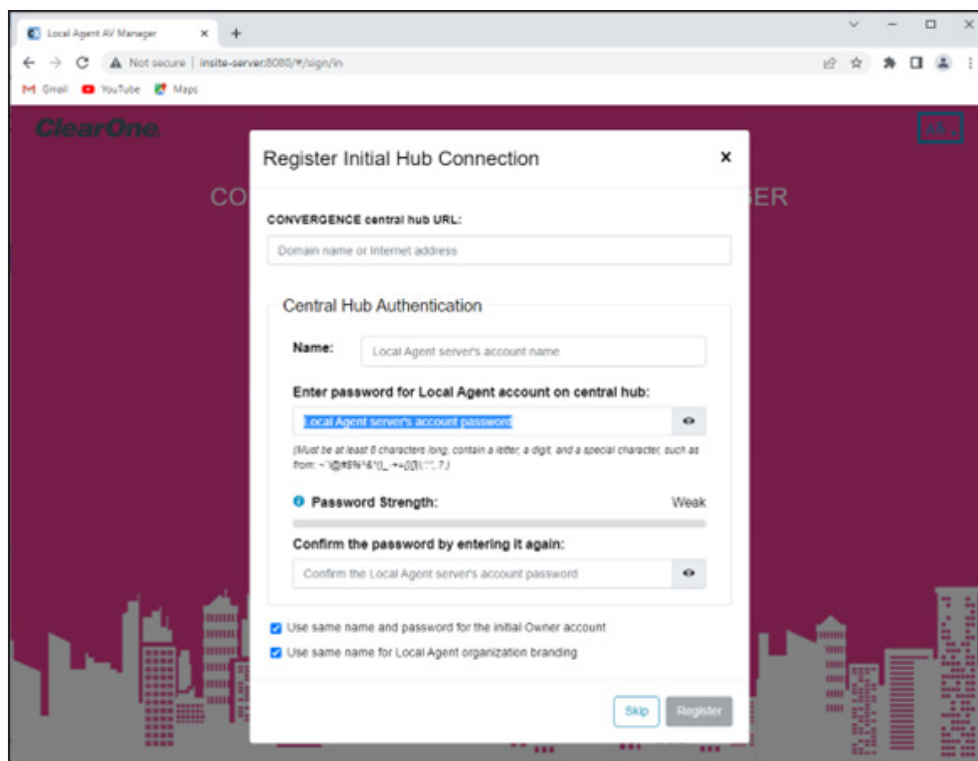 Local Agent AV Manager
Not secure | insite-server:8080/#/sign/in
Gmail YouTube Maps
ClearOne.
Register Initial Hub Connection
CO
GER
CONVERGENCE central hub URL:
Domain name or Internet address
Central Hub Authentication
Name: Local Agent server's account name
Enter password for Local Agent account on central hub:
Local Agent server's account password
(Must be at least 8 characters long, contain a letter, a digit, and a special character, such as
from:
Password Strength: Weak
Confirm the password by entering it again:
Confirm the Local Agent server's account password
Use same name and password for the initial Owner account
Use same name for Local Agent organization branding
Skip Register